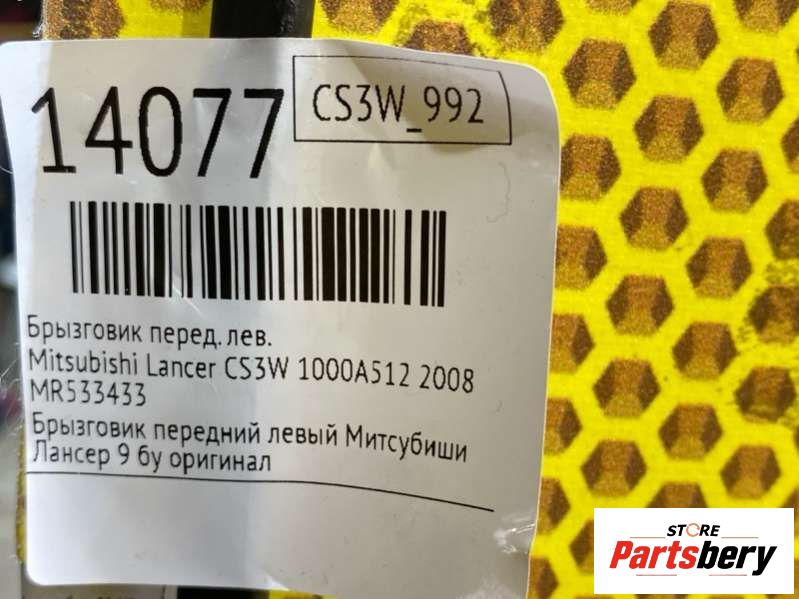 14077
CS3W_992
Брызговик перед. лев.
Mitsubishi Lancer CS3W 1000A512 2008
MR533433
Брызговик передний левый Митсубиши
Лансер 9 бу оригинал
STORE
Partsbery